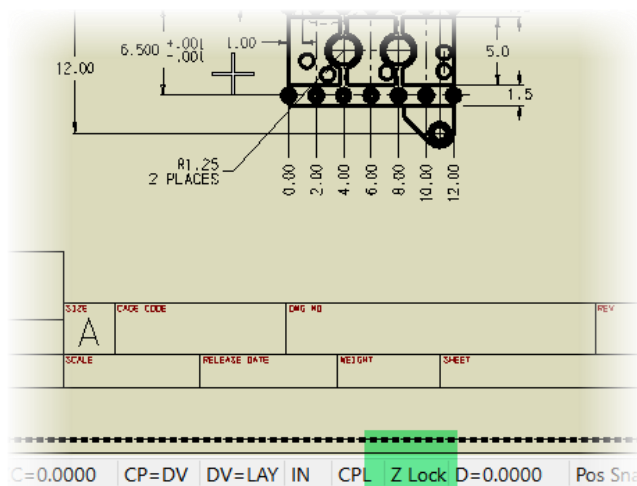 6.500 +.001 -.001
1.00
5.0
12.00
1.5
R1.25
2 PLACES
0.00 2.00 4.00 6.00 8.00 10.00 12.00
SIZE CAGE CODE DWG NO REV
A
SCALE RELEASE DATE WEIGHT SHEET
C=0.0000 CP=DV DV=LAY IN CPL Z Lock D=0.0000 Pos Sna